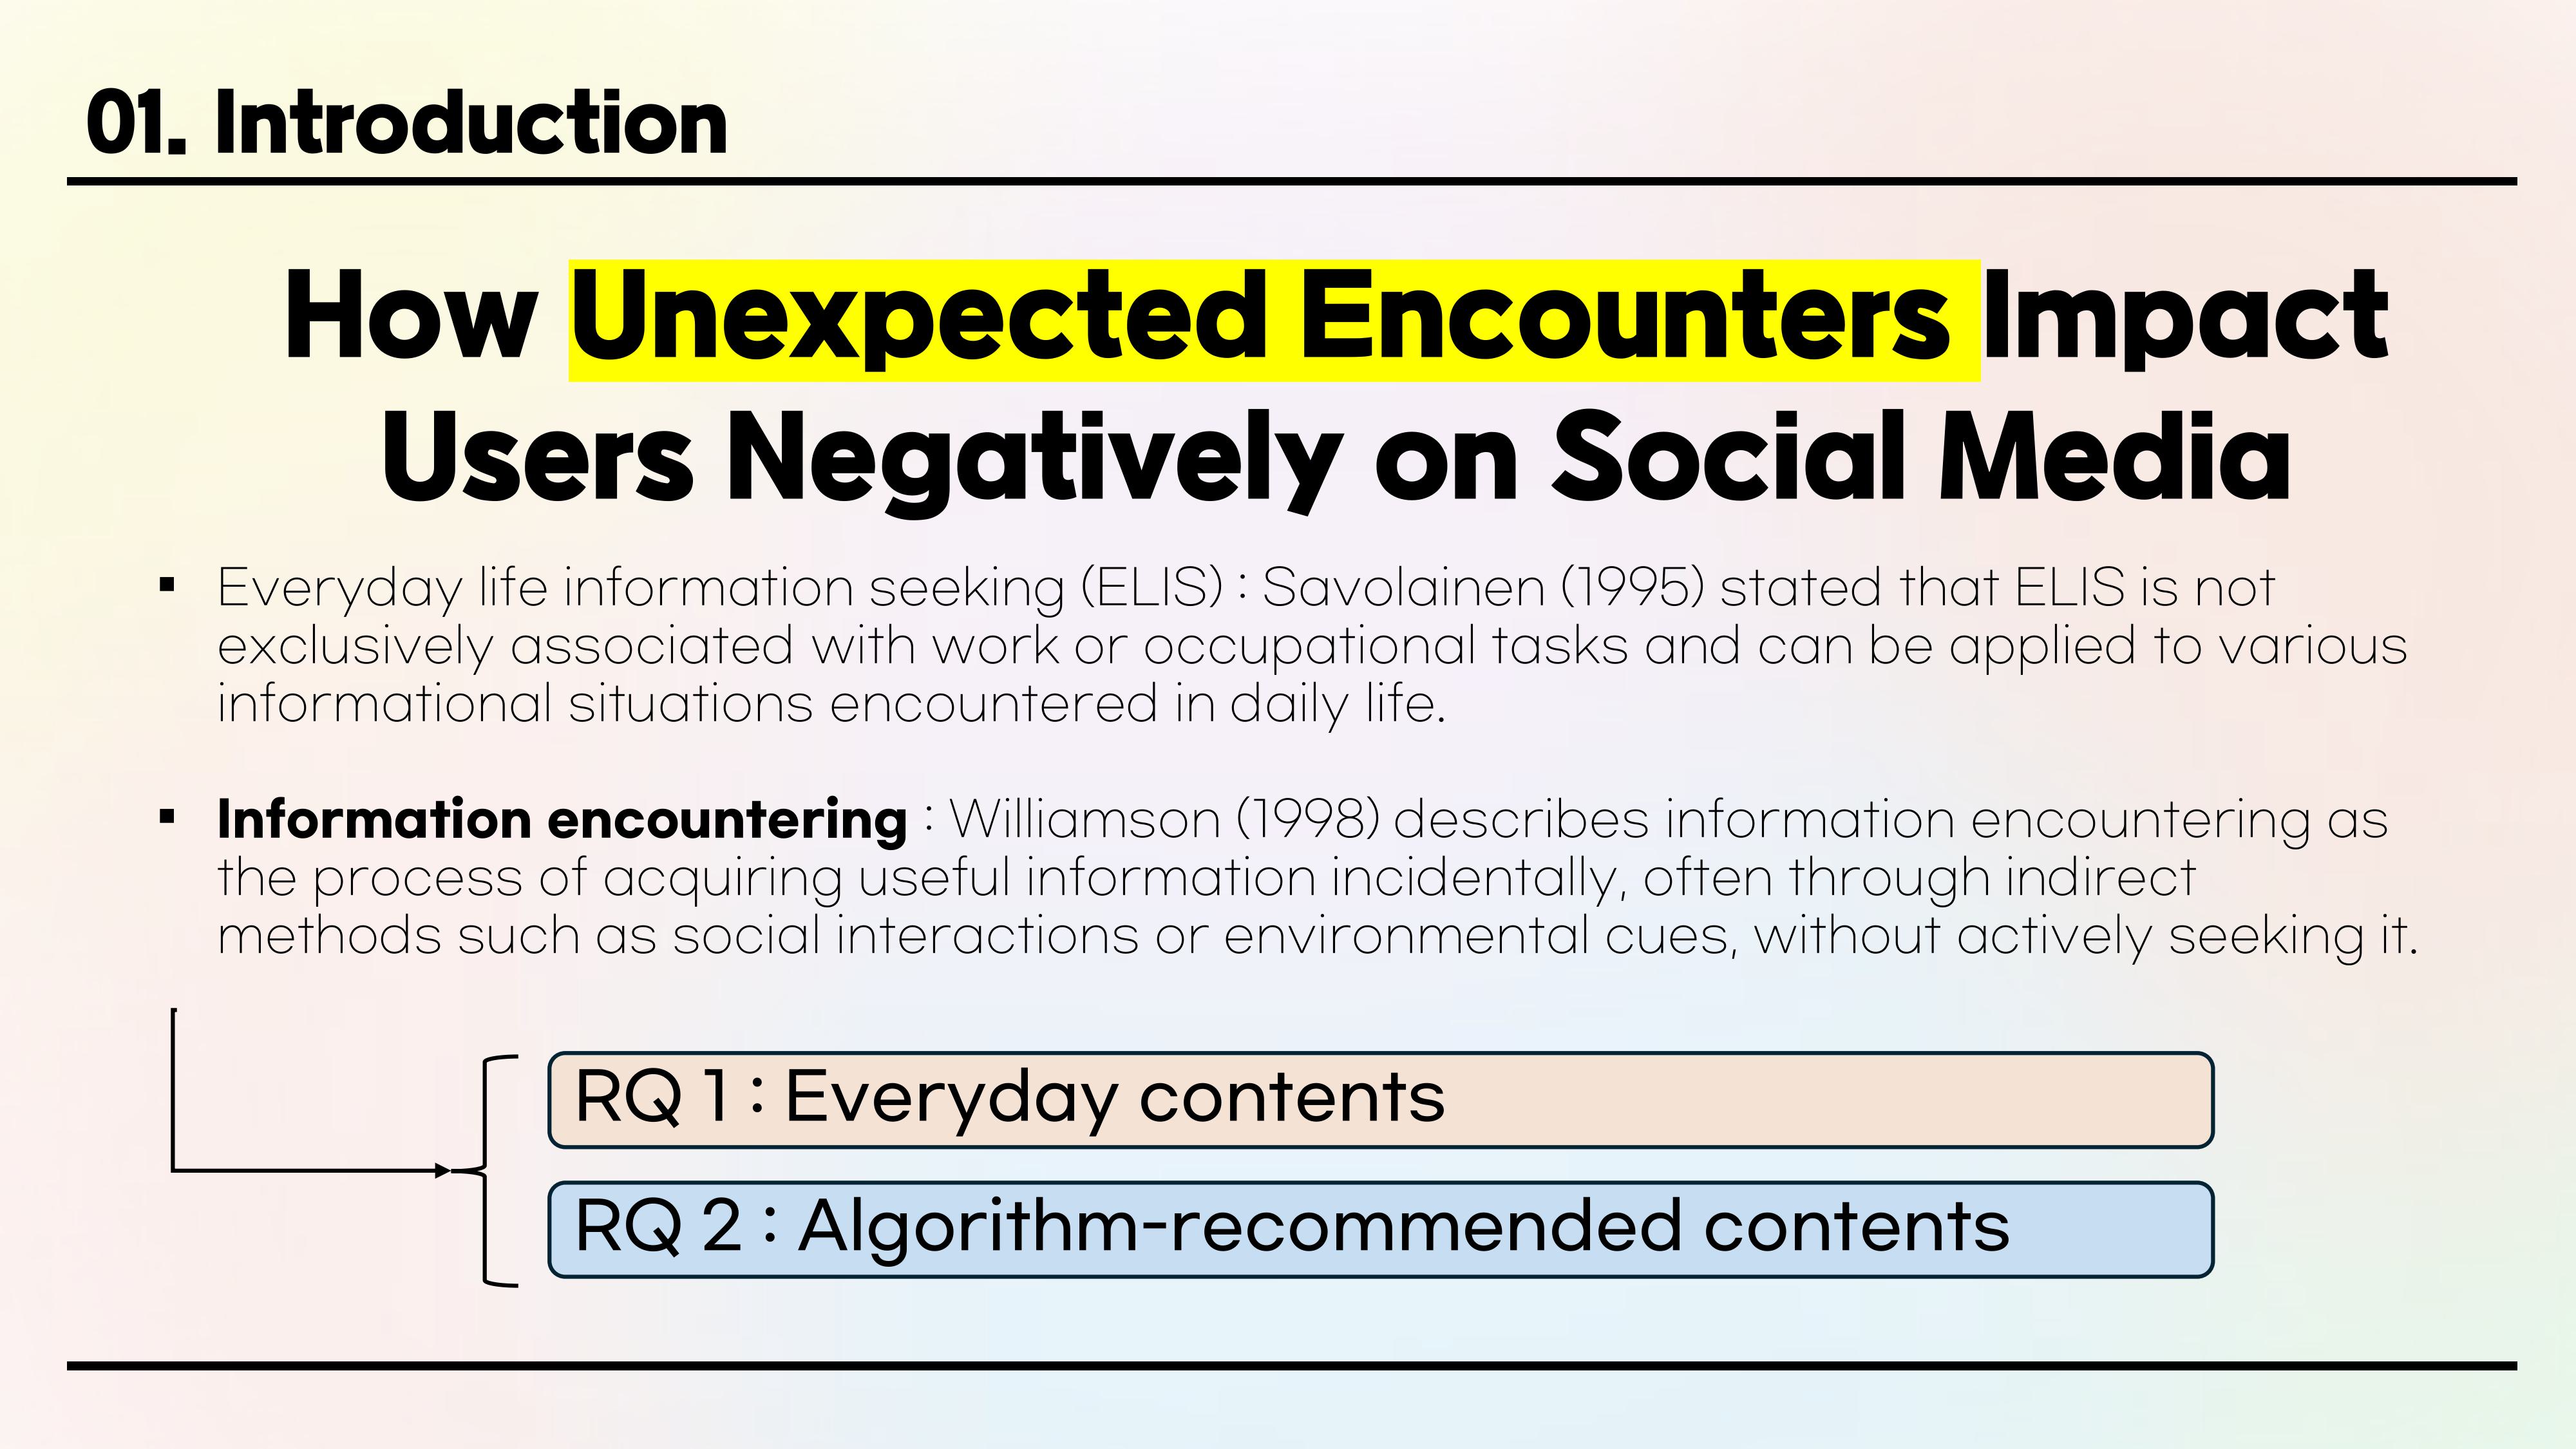 01. Introduction
How Unexpected Encounters Impact
Users Negatively on Social Media
▪ Everyday life information seeking (ELIS) : Savolainen (1995) stated that ELIS is not
exclusively associated with work or occupational tasks and can be applied to various
informational situations encountered in daily life.
▪ Information encountering : Williamson (1998) describes information encountering as
the process of acquiring useful information incidentally, often through indirect
methods such as social interactions or environmental cues, without actively seeking it.
RQ 1 : Everyday contents
RQ 2 : Algorithm-recommended contents